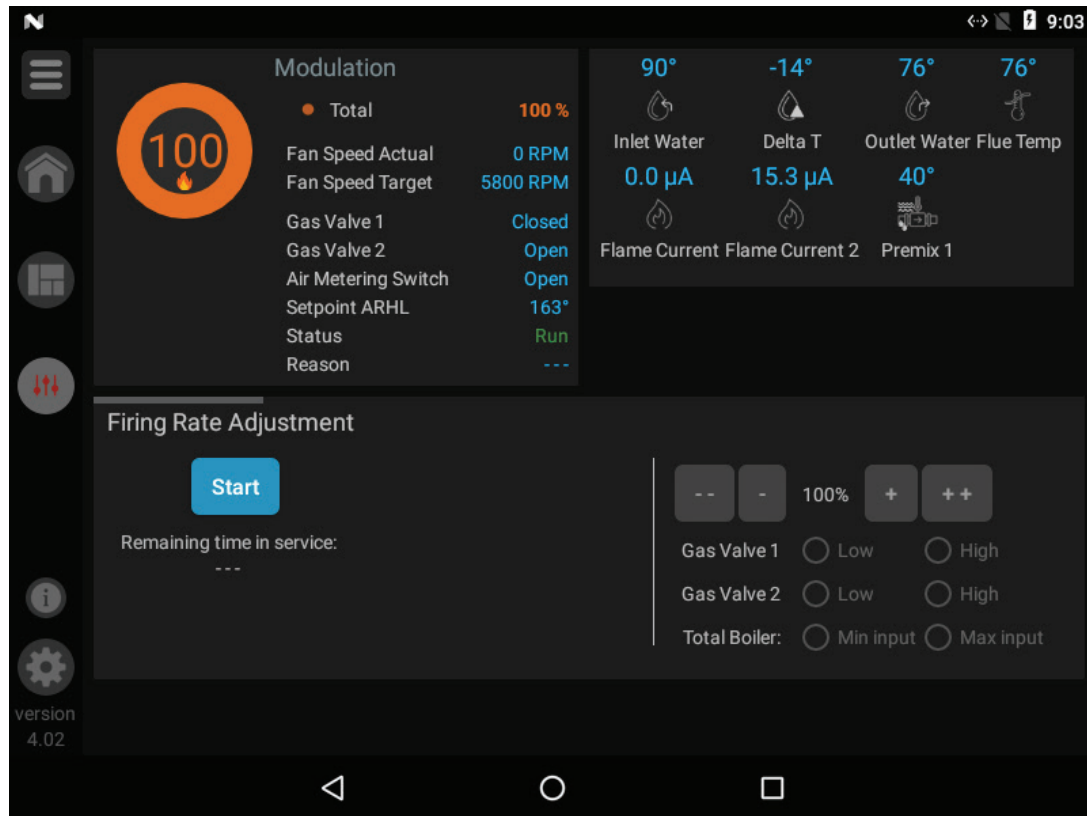 9:03
Modulation
100
Total 100 %
Fan Speed Actual 0 RPM
Fan Speed Target 5800 RPM
Gas Valve 1 Closed
Gas Valve 2 Open
Air Metering Switch Open
Setpoint ARHL 163°
Status Run
Reason ---
90° -14° 76° 76°
Inlet Water Delta T Outlet Water Flue Temp
0.0 µA 15.3 µA 40°
Flame Current Flame Current 2 Premix 1
Firing Rate Adjustment
Start
Remaining time in service:
---
-- - 100% + ++
Gas Valve 1 Low High
Gas Valve 2 Low High
Total Boiler: Min input Max input
version
4.02